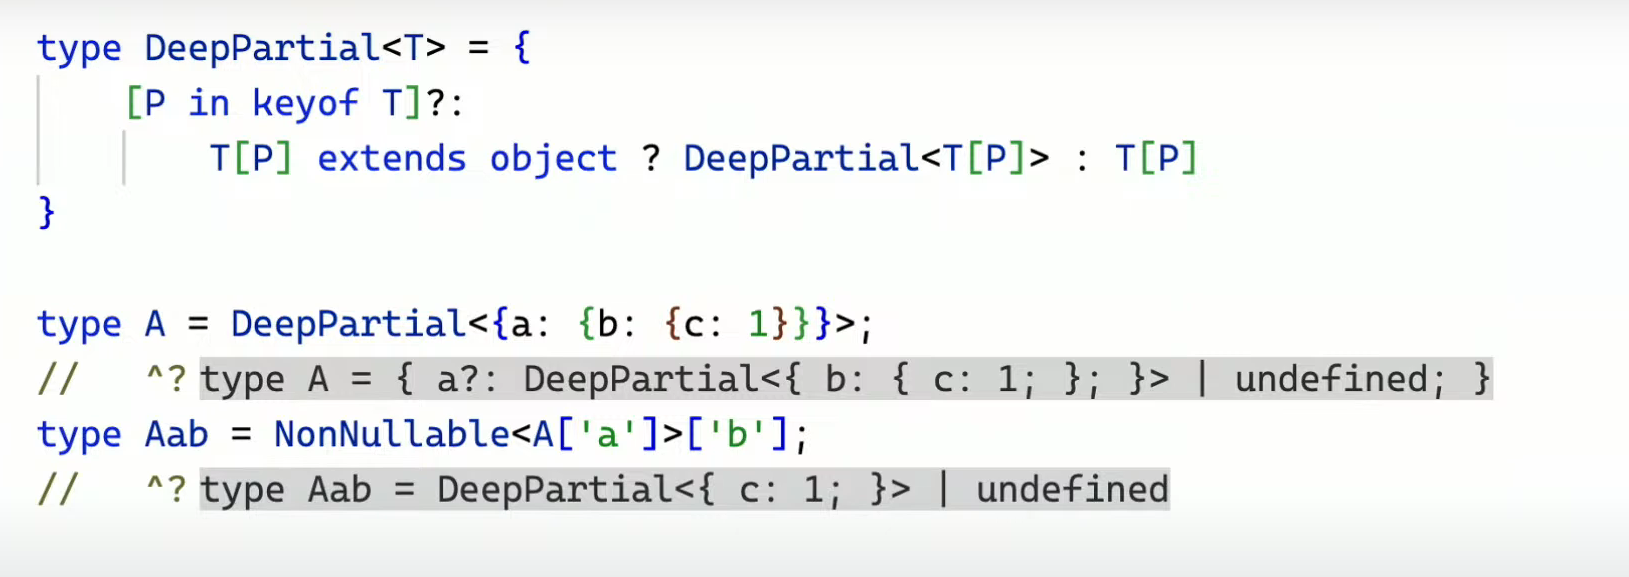 type DeepPartial<T> = {
[P in keyof T]?:
T[P] extends object ? DeepPartial<T[P]> : T[P]
}
type A = DeepPartial<{a: {b: {c: 1}}}>;
//   ^? type A = { a?: DeepPartial<{ b: { c: 1; }; }> | undefined; }
type Aab = NonNullable<A['a']>['b'];
//   ^? type Aab = DeepPartial<{ c: 1; }> | undefined